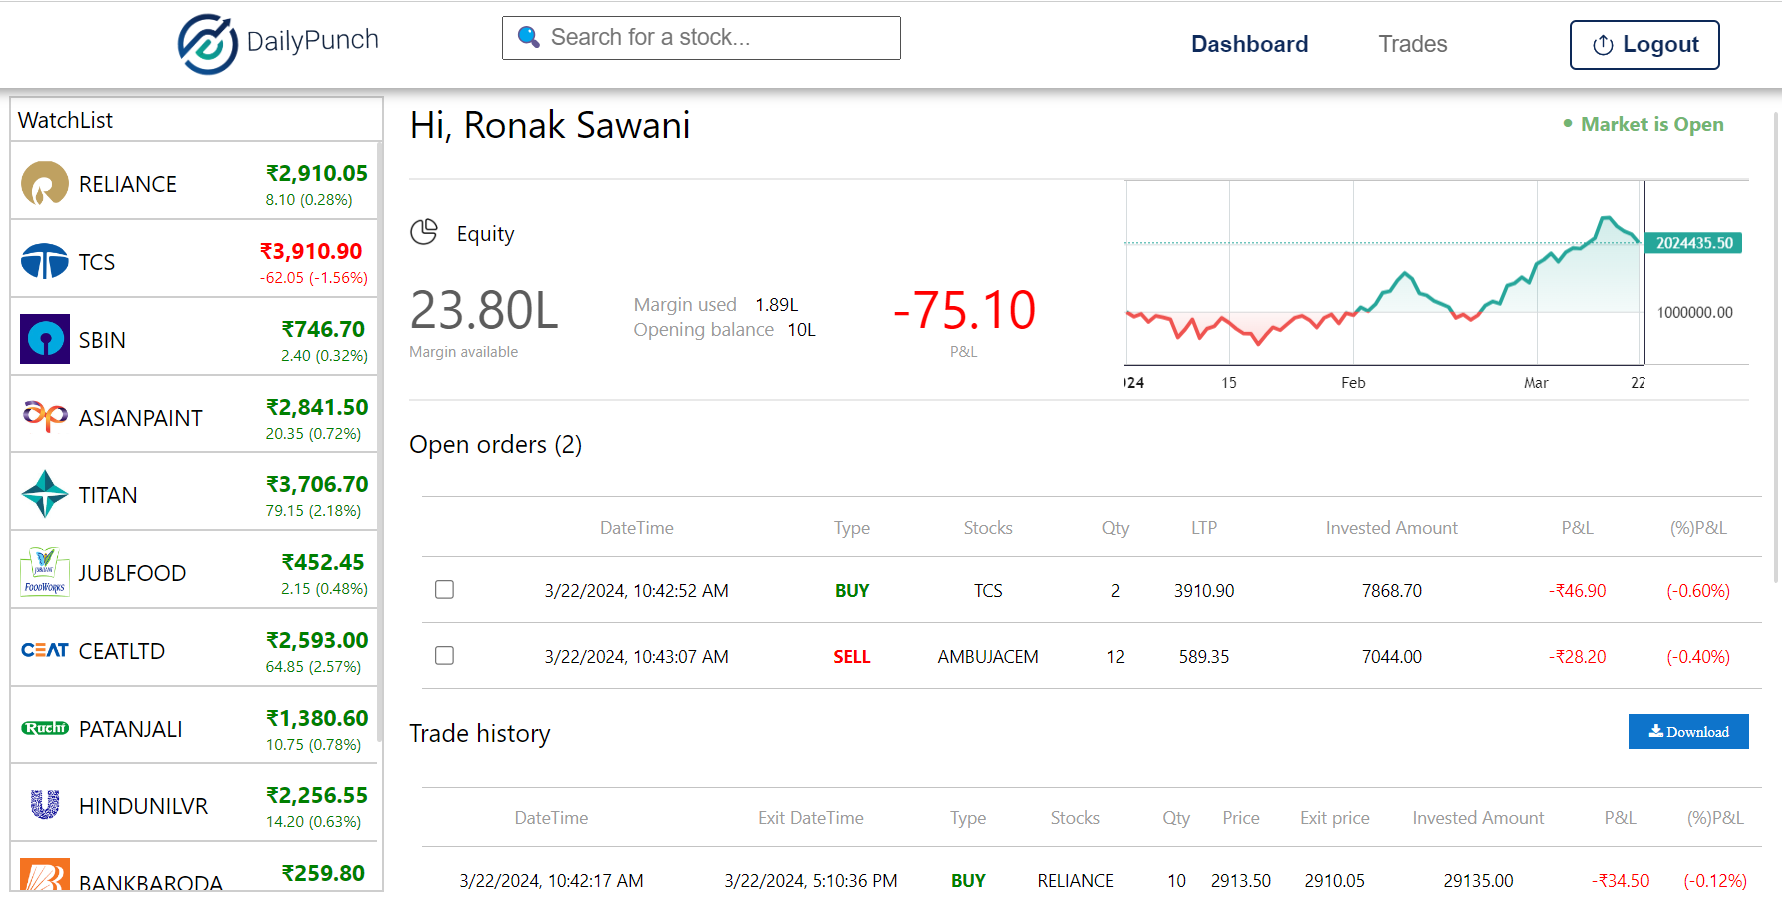 DailyPunch
Search for a stock...
Dashboard
Trades
Logout
WatchList
RELIANCE ₹2,910.05
8.10 (0.28%)
TCS ₹3,910.90
-62.05 (-1.56%)
SBIN ₹746.70
2.40 (0.32%)
ASIANPAINT ₹2,841.50
20.35 (0.72%)
TITAN ₹3,706.70
79.15 (2.18%)
FOODWORKS
JUBLFOOD ₹452.45
2.15 (0.48%)
CEAT CEATLTD ₹2,593.00
64.85 (2.57%)
Ruchi PATANJALI ₹1,380.60
10.75 (0.78%)
HINDUNILVR ₹2,256.55
14.20 (0.63%)
BANKBARODA ₹259.80
Hi, Ronak Sawani
• Market is Open
Equity
23.80L
Margin available
Margin used 1.89L
Opening balance 10L
-75.10
P&L
2024435.50
1000000.00
024 15 Feb Mar 22
Open orders (2)
DateTime Type Stocks Qty LTP Invested Amount P&L (%)P&L
3/22/2024, 10:42:52 AM BUY TCS 2 3910.90 7868.70 -₹46.90 (-0.60%)
3/22/2024, 10:43:07 AM SELL AMBUJACEM 12 589.35 7044.00 -₹28.20 (-0.40%)
Trade history
Download
DateTime Exit DateTime Type Stocks Qty Price Exit price Invested Amount P&L (%)P&L
3/22/2024, 10:42:17 AM 3/22/2024, 5:10:36 PM BUY RELIANCE 10 2913.50 2910.05 29135.00 -₹34.50 (-0.12%)